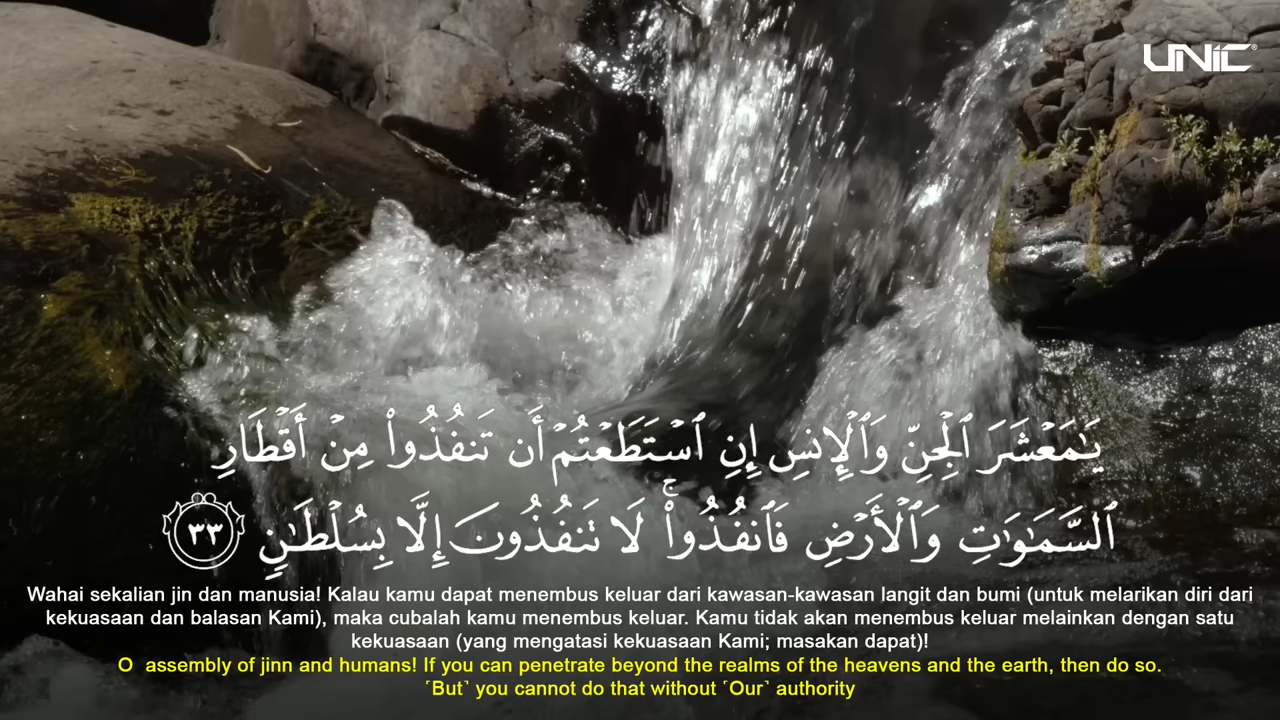 UNIC®
يَـٰمَعْشَرَ ٱلْجِنِّ وَٱلْإِنسِ إِنِ ٱسْتَطَعْتُمْ أَن تَنفُذُوا۟ مِنْ أَقْطَارِ
ٱلسَّمَـٰوَٰتِ وَٱلْأَرْضِ فَٱنفُذُوا۟ ۚ لَا تَنفُذُونَ إِلَّا بِسُلْطَـٰنٍ ٣٣
Wahai sekalian jin dan manusia! Kalau kamu dapat menembus keluar dari kawasan-kawasan langit dan bumi (untuk melarikan diri dari
kekuasaan dan balasan Kami), maka cubalah kamu menembus keluar. Kamu tidak akan menembus keluar melainkan dengan satu
kekuasaan (yang mengatasi kekuasaan Kami; masakan dapat)!
O assembly of jinn and humans! If you can penetrate beyond the realms of the heavens and the earth, then do so.
˹But˺ you cannot do that without ˹Our˺ authority